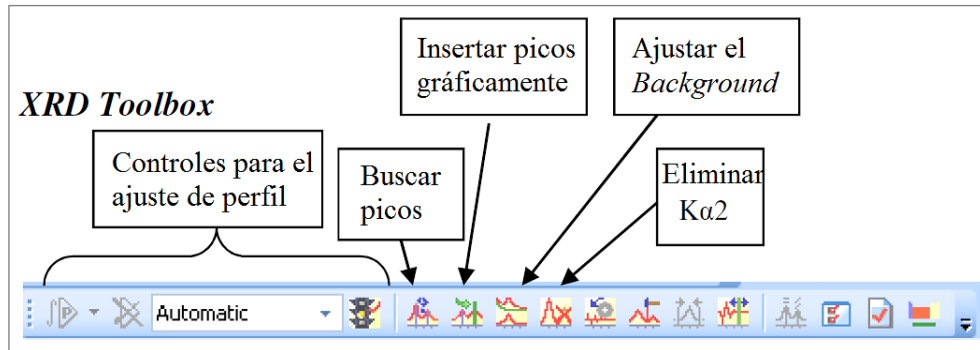 Insertar picos
gráficamente
Ajustar el
Background
XRD Toolbox
Controles para el
ajuste de perfil
Buscar
picos
Eliminar
Kα2
Automatic